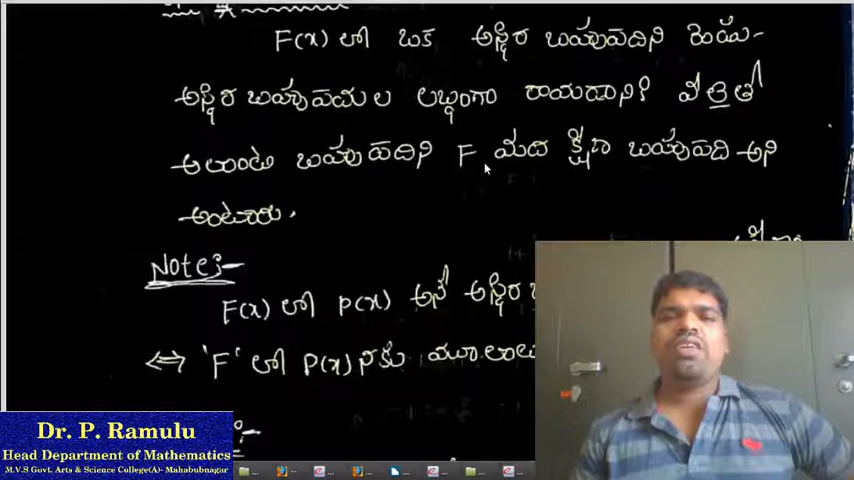 F(x) లో ఒక అస్థిర బహుపదిని రెండు
అస్థిర బహుపదుల లబ్ధంగా రాయడానికి వీలైతే
అలాంటి బహుపదిని F మీద క్షీణ బహుపది అని
అంటారు.
Note:-
F(x) లో P(x) అనే అస్థిర
⇔ 'F' లో P(x) నకు మూలాలు
Dr. P. Ramulu
Head Department of Mathematics
M.V.S Govt. Arts & Science College(A)- Mahabubnagar